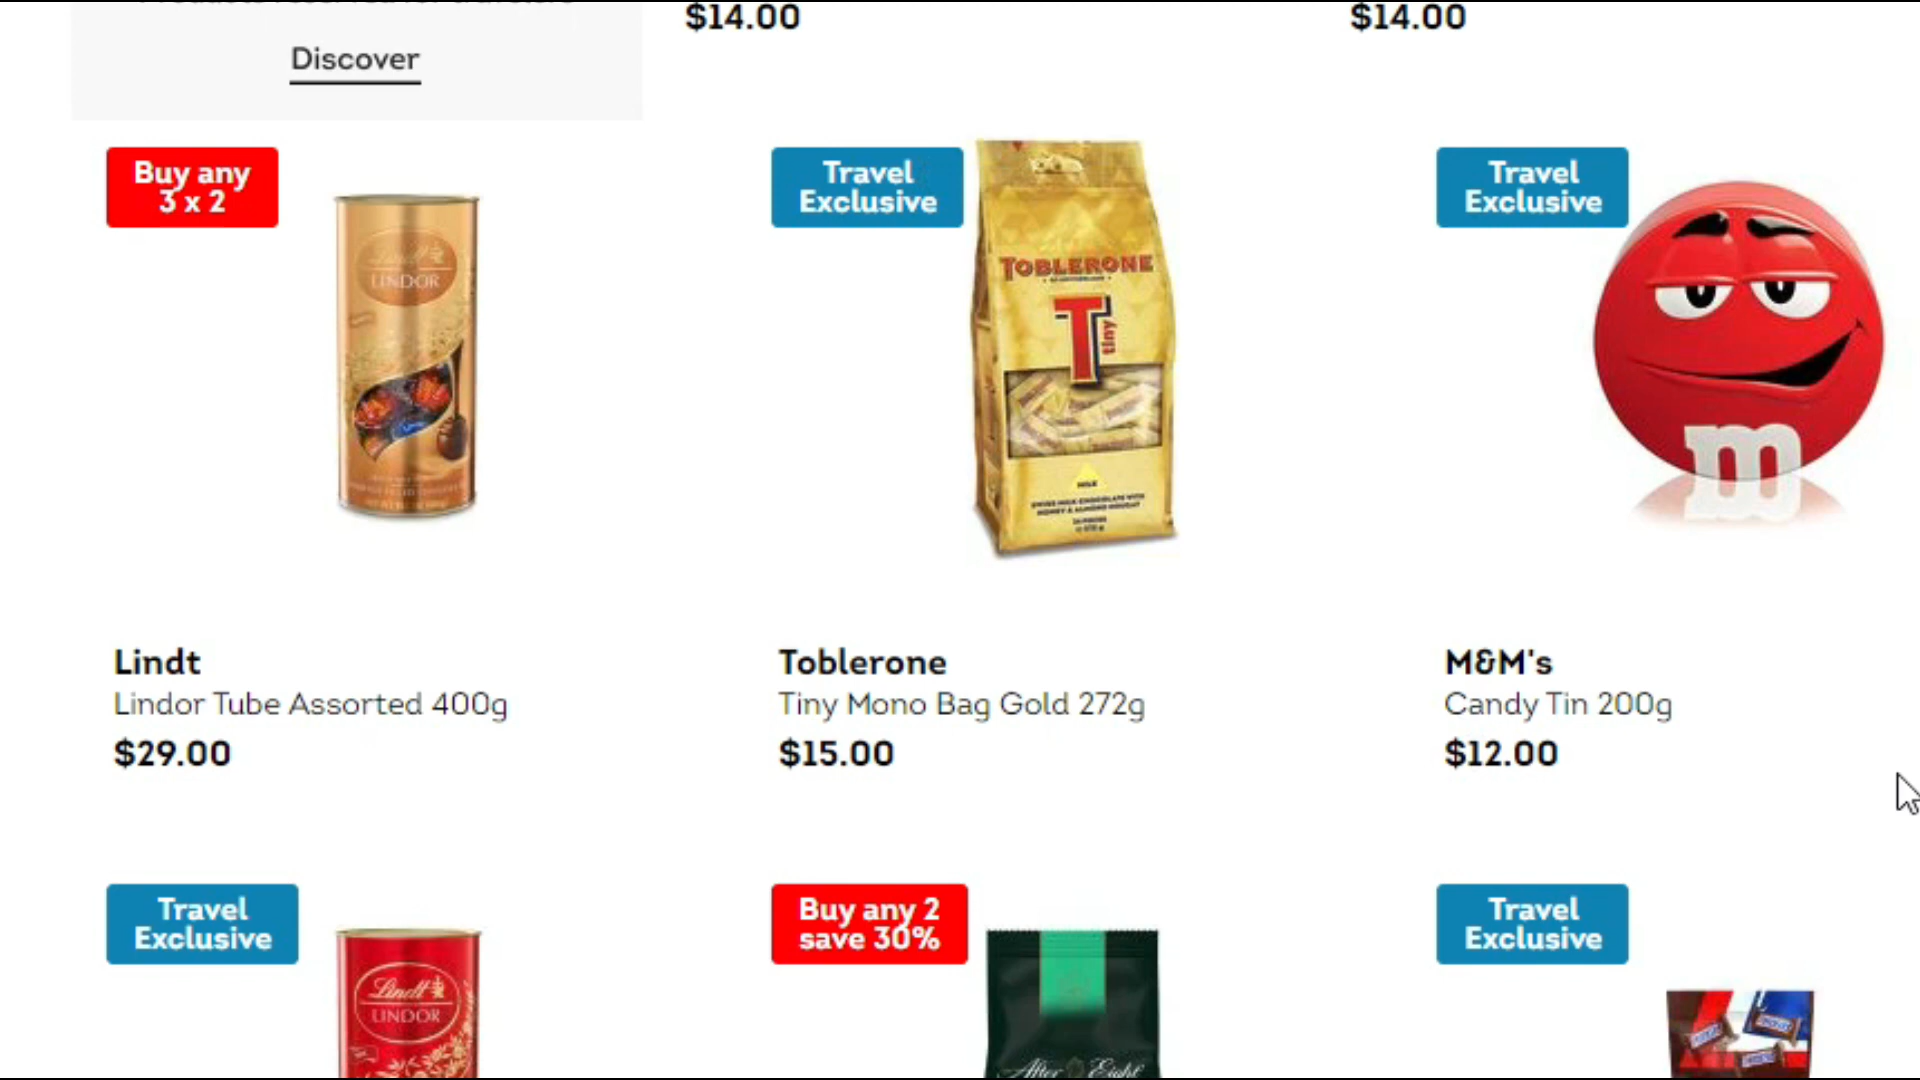 $14.00
$14.00
Discover
Buy any
3 x 2
Travel
Exclusive
Travel
Exclusive
Lindt
LINDOR
TOBLERONE
T
tiny
MILK
m
Lindt
Lindor Tube Assorted 400g
$29.00
Toblerone
Tiny Mono Bag Gold 272g
$15.00
M&M's
Candy Tin 200g
$12.00
Travel
Exclusive
Buy any 2
save 30%
Travel
Exclusive
Lindt
LINDOR
After Eight